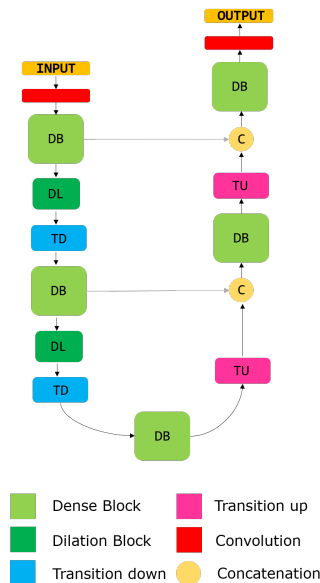 INPUT
DB
DL
TD
DB
DL
TD
DB
TU
C
DB
TU
C
DB
OUTPUT
Dense Block
Transition up
Dilation Block
Convolution
Transition down
Concatenation